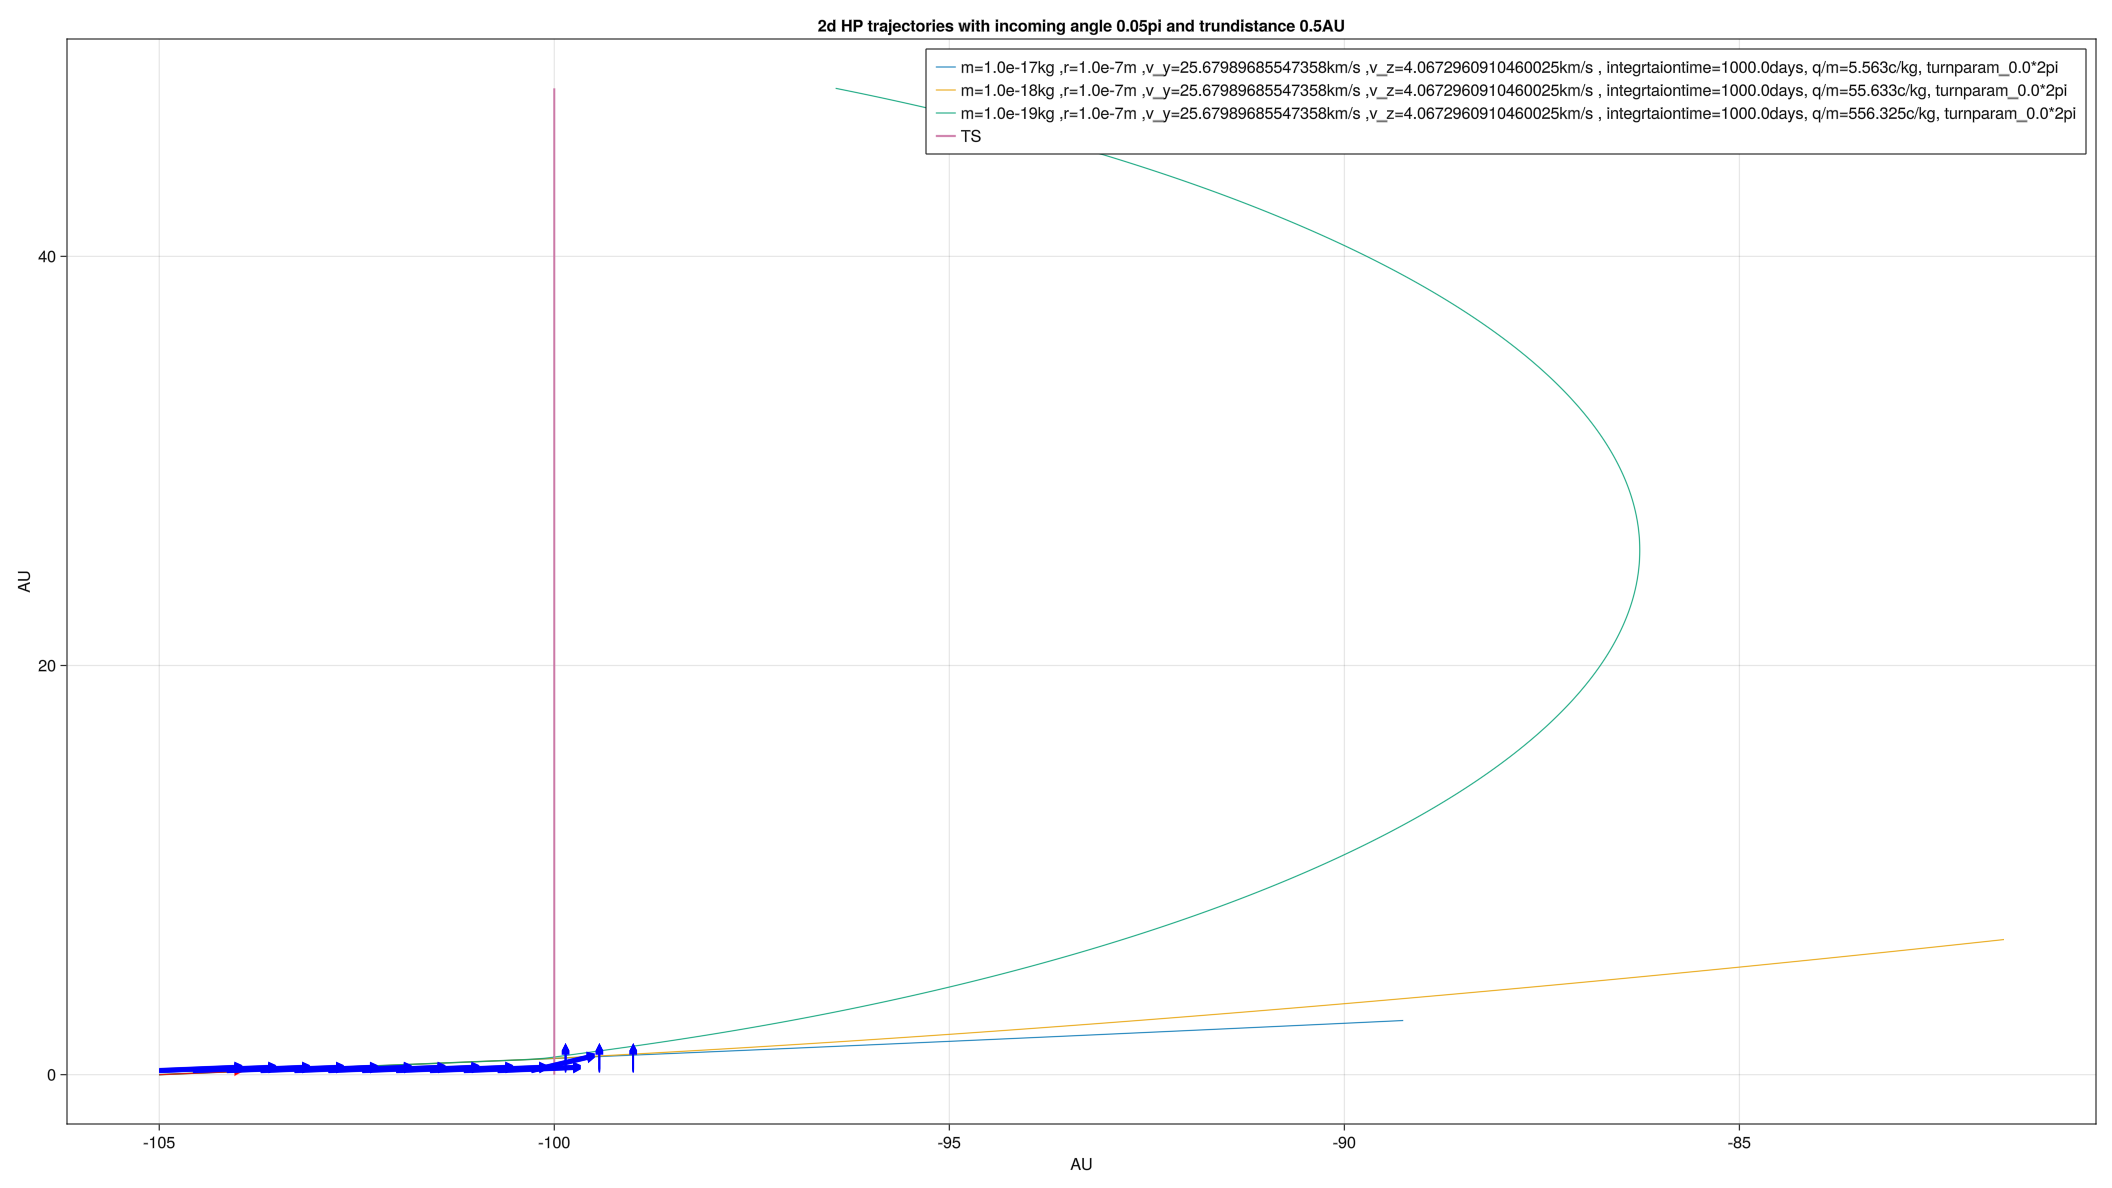 2d HP trajectories with incoming angle 0.05pi and trundistance 0.5AU
m=1.0e-17kg ,r=1.0e-7m ,v_y=25.67989685547358km/s ,v_z=4.0672960910460025km/s , integrtaiontime=1000.0days, q/m=5.563c/kg, turnparam_0.0*2pi
m=1.0e-18kg ,r=1.0e-7m ,v_y=25.67989685547358km/s ,v_z=4.0672960910460025km/s , integrtaiontime=1000.0days, q/m=55.633c/kg, turnparam_0.0*2pi
m=1.0e-19kg ,r=1.0e-7m ,v_y=25.67989685547358km/s ,v_z=4.0672960910460025km/s , integrtaiontime=1000.0days, q/m=556.325c/kg, turnparam_0.0*2pi
TS
40
20
0
AU
-105 -100 -95 -90 -85
AU